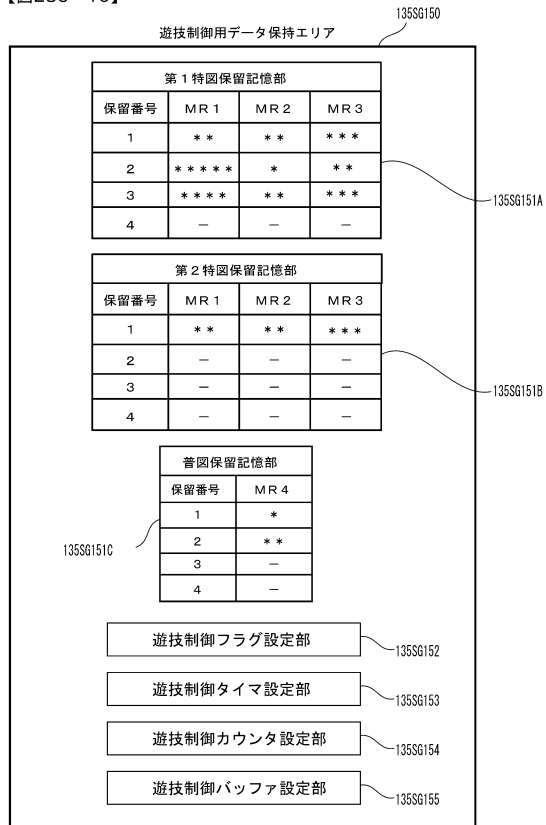 135SG150
遊技制御用データ保持エリア
第1特図保留記憶部
保留番号 MR1 MR2 MR3
1 ** ** ***
2 ***** * **
3 **** ** ***
4 － － －
135SG151A
第2特図保留記憶部
保留番号 MR1 MR2 MR3
1 ** ** ***
2 － － －
3 － － －
4 － － －
135SG151B
普図保留記憶部
保留番号 MR4
1 *
2 **
3 －
4 －
135SG151C
遊技制御フラグ設定部 135SG152
遊技制御タイマ設定部 135SG153
遊技制御カウンタ設定部 135SG154
遊技制御バッファ設定部 135SG155